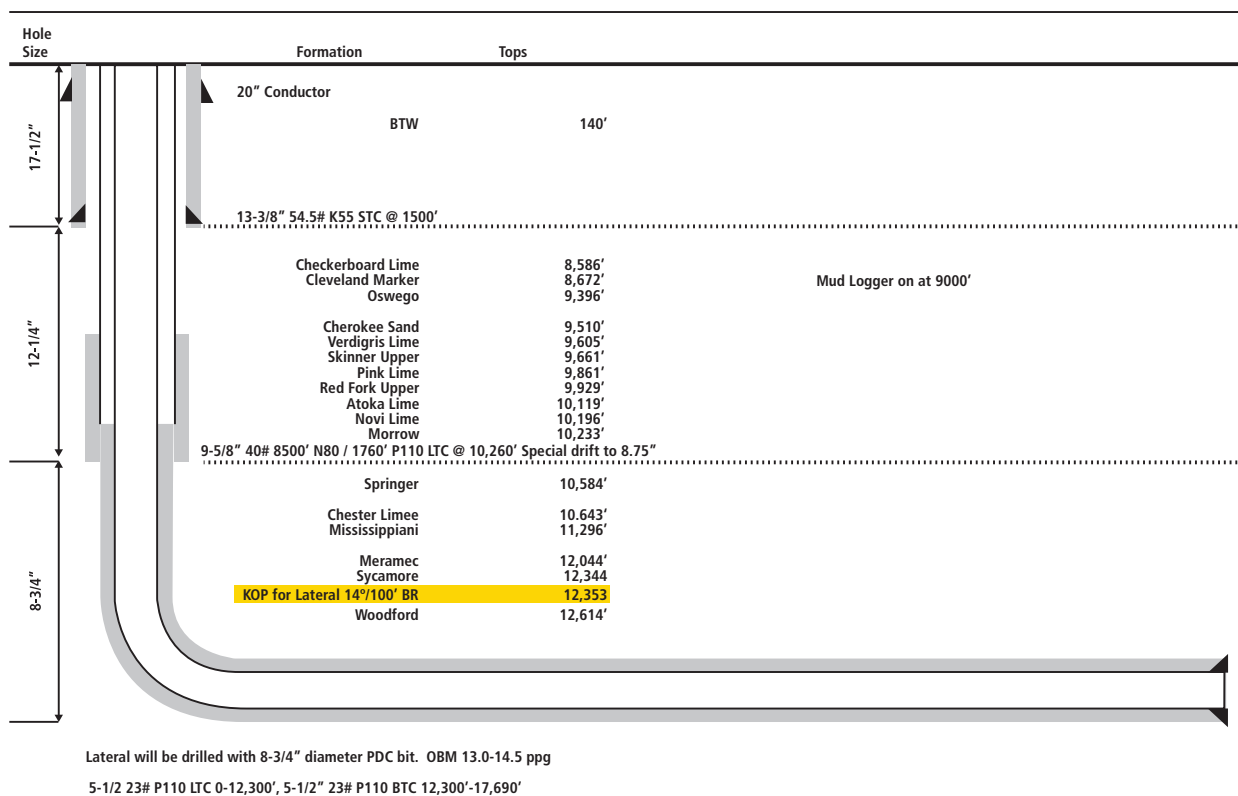 Hole
Size
Formation Tops
20" Conductor
BTW 140'
17-1/2"
13-3/8" 54.5# K55 STC @ 1500'
Checkerboard Lime 8,586'
Cleveland Marker 8,672' Mud Logger on at 9000'
Oswego 9,396'
Cherokee Sand 9,510'
Verdigris Lime 9,605'
12-1/4"
Skinner Upper 9,661'
Pink Lime 9,861'
Red Fork Upper 9,929'
Atoka Lime 10,119'
Novi Lime 10,196'
Morrow 10,233'
9-5/8" 40# 8500' N80 / 1760' P110 LTC @ 10,260' Special drift to 8.75"
Springer 10,584'
Chester Limee 10.643'
Mississippiani 11,296'
Meramec 12,044'
Sycamore 12,344
8-3/4"
KOP for Lateral 14º/100' BR 12,353
Woodford 12,614'
Lateral will be drilled with 8-3/4" diameter PDC bit. OBM 13.0-14.5 ppg
5-1/2 23# P110 LTC 0-12,300', 5-1/2" 23# P110 BTC 12,300'-17,690'